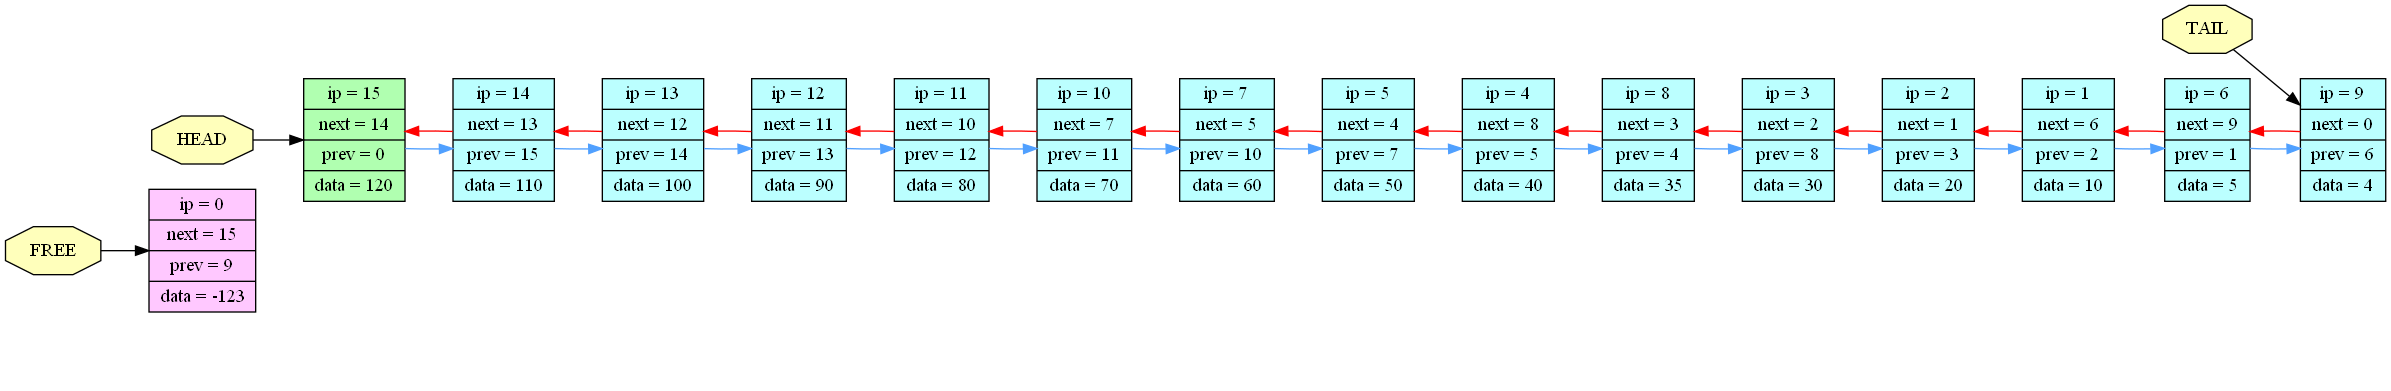 TAIL
HEAD
ip = 15
next = 14
prev = 0
data = 120
ip = 14
next = 13
prev = 15
data = 110
ip = 13
next = 12
prev = 14
data = 100
ip = 12
next = 11
prev = 13
data = 90
ip = 11
next = 10
prev = 12
data = 80
ip = 10
next = 7
prev = 11
data = 70
ip = 7
next = 5
prev = 10
data = 60
ip = 5
next = 4
prev = 7
data = 50
ip = 4
next = 8
prev = 5
data = 40
ip = 8
next = 3
prev = 4
data = 35
ip = 3
next = 2
prev = 8
data = 30
ip = 2
next = 1
prev = 3
data = 20
ip = 1
next = 6
prev = 2
data = 10
ip = 6
next = 9
prev = 1
data = 5
ip = 9
next = 0
prev = 6
data = 4
FREE
ip = 0
next = 15
prev = 9
data = -123